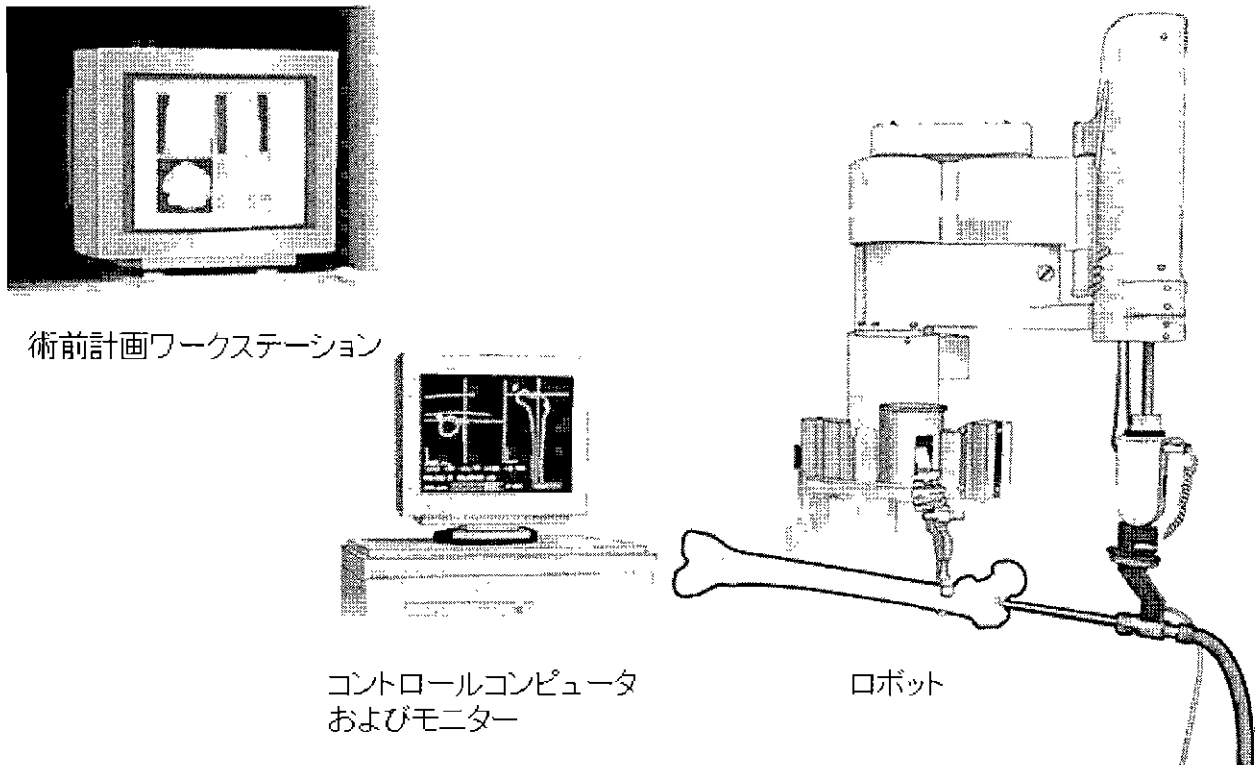 術前計画ワークステーション
コントロールコンピュータ
およびモニター
ロボット